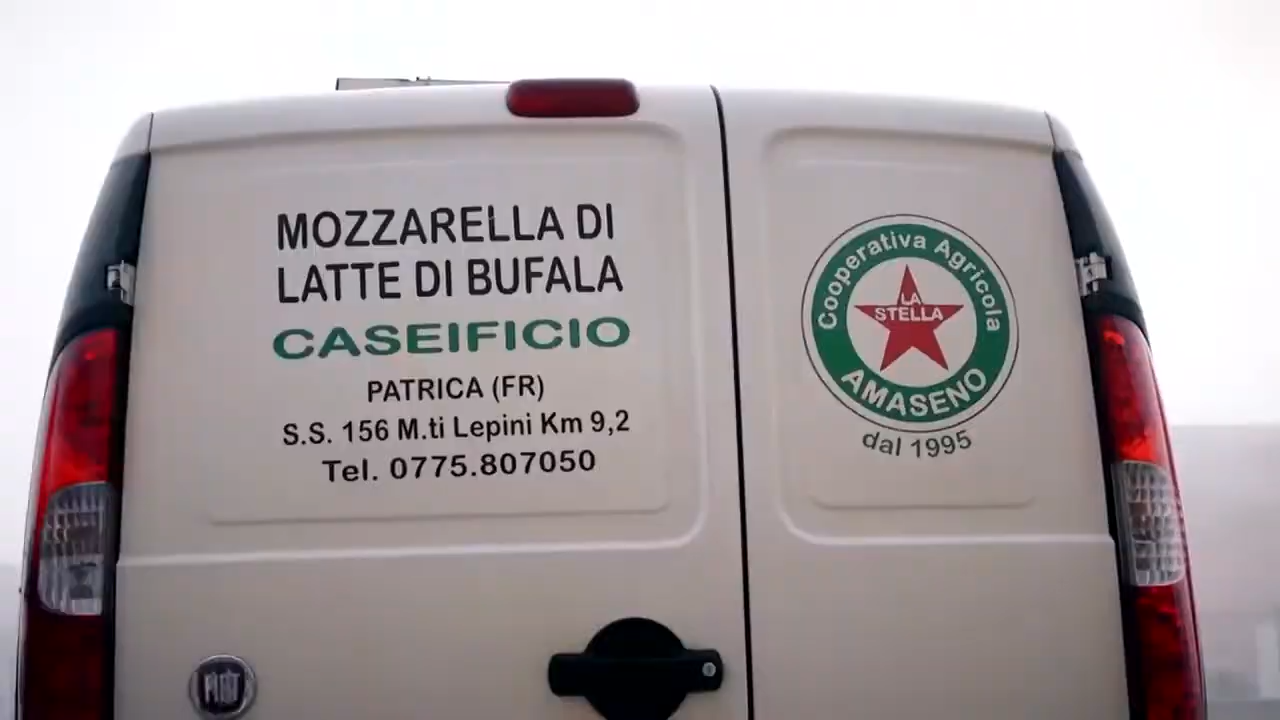 MOZZARELLA DI
LATTE DI BUFALA
CASEIFICIO
PATRICA (FR)
S.S. 156 M.ti Lepini Km 9,2
Tel. 0775.807050
Cooperativa Agricola
LA
STELLA
AMASENO
dal 1995
FIAT